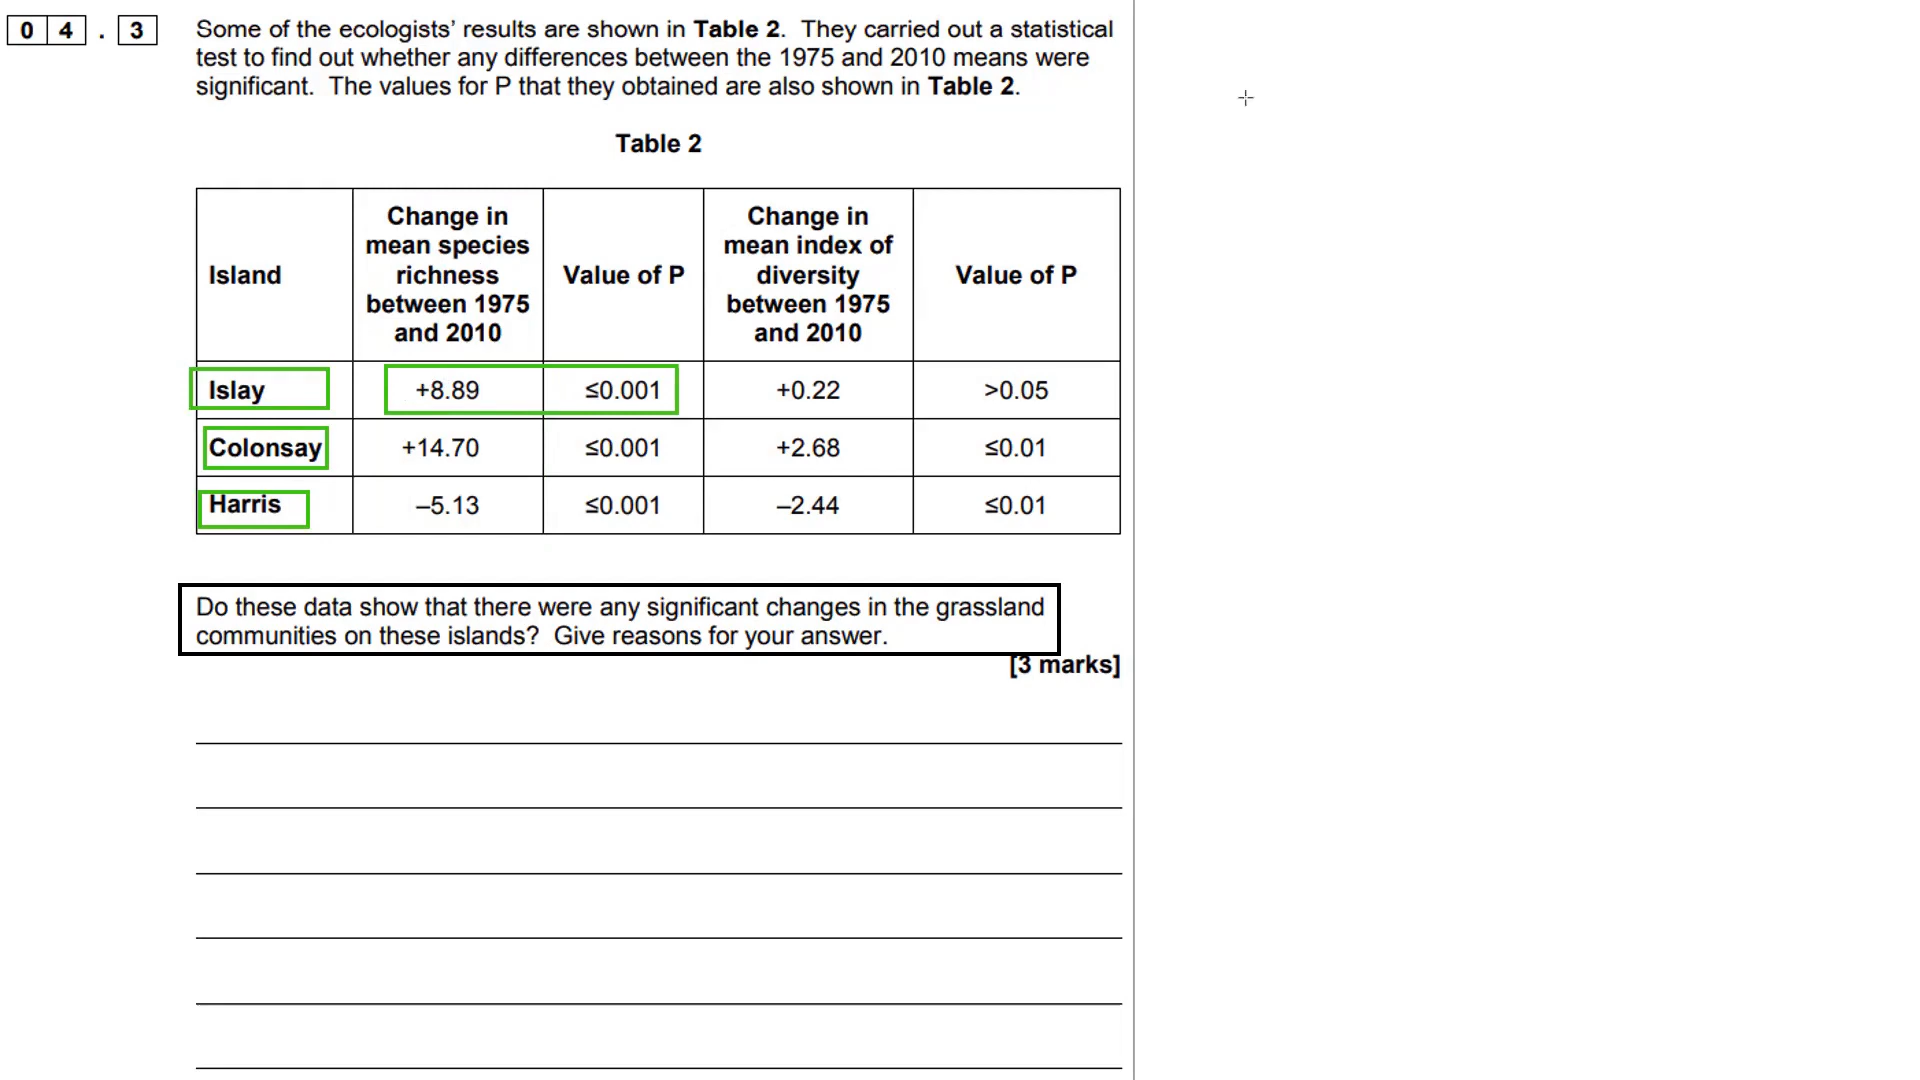 0 4 . 3 Some of the ecologists’ results are shown in Table 2. They carried out a statistical
test to find out whether any differences between the 1975 and 2010 means were
significant. The values for P that they obtained are also shown in Table 2.
Table 2
Island Change in mean species richness between 1975 and 2010 Value of P Change in mean index of diversity between 1975 and 2010 Value of P
Islay +8.89 ≤0.001 +0.22 >0.05
Colonsay +14.70 ≤0.001 +2.68 ≤0.01
Harris –5.13 ≤0.001 –2.44 ≤0.01
Do these data show that there were any significant changes in the grassland
communities on these islands? Give reasons for your answer.
[3 marks]